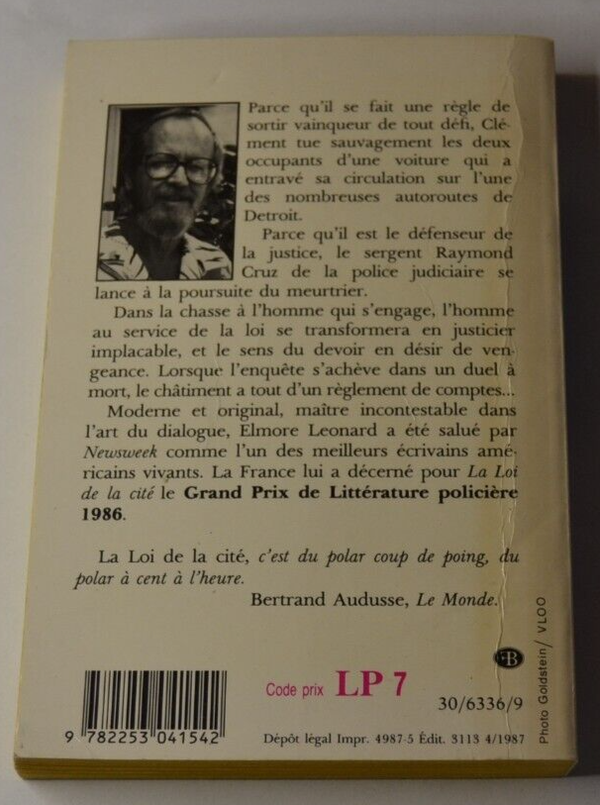 Parce qu'il se fait une règle de
sortir vainqueur de tout défi, Clé-
ment tue sauvagement les deux
occupants d'une voiture qui a
entravé sa circulation sur l'une
des nombreuses autoroutes de
Detroit.
Parce qu'il est le défenseur de
la justice, le sergent Raymond
Cruz de la police judiciaire se
lance à la poursuite du meurtrier.
Dans la chasse à l'homme qui s'engage, l'homme
au service de la loi se transformera en justicier
implacable, et le sens du devoir en désir de ven-
geance. Lorsque l'enquête s'achève dans un duel à
mort, le châtiment a tout d'un règlement de comptes...
Moderne et original, maître incontestable dans
l'art du dialogue, Elmore Leonard a été salué par
Newsweek comme l'un des meilleurs écrivains amé-
ricains vivants. La France lui a décerné pour La Loi
de la cité le Grand Prix de Littérature policière
1986.
La Loi de la cité, c'est du polar coup de poing, du
polar à cent à l'heure.
Bertrand Audusse, Le Monde.
B
Photo Goldstein/ VLOO
Code prix LP 7
30/6336/9
9 782253 041542
Dépôt légal Impr. 4987-5 Édit. 3113 4/1987